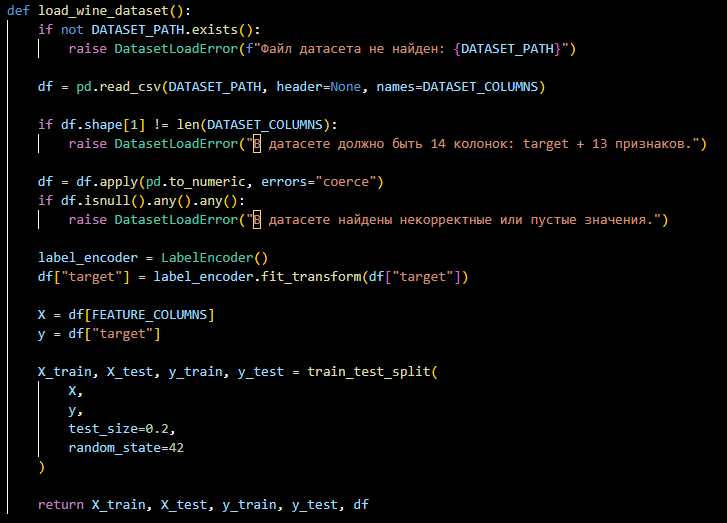 def load_wine_dataset():
    if not DATASET_PATH.exists():
        raise DatasetLoadError(f"Файл датасета не найден: {DATASET_PATH}")

    df = pd.read_csv(DATASET_PATH, header=None, names=DATASET_COLUMNS)

    if df.shape[1] != len(DATASET_COLUMNS):
        raise DatasetLoadError("В датасете должно быть 14 колонок: target + 13 признаков.")

    df = df.apply(pd.to_numeric, errors="coerce")
    if df.isnull().any().any():
        raise DatasetLoadError("В датасете найдены некорректные или пустые значения.")

    label_encoder = LabelEncoder()
    df["target"] = label_encoder.fit_transform(df["target"])

    X = df[FEATURE_COLUMNS]
    y = df["target"]

    X_train, X_test, y_train, y_test = train_test_split(
        X,
        y,
        test_size=0.2,
        random_state=42
    )

    return X_train, X_test, y_train, y_test, df